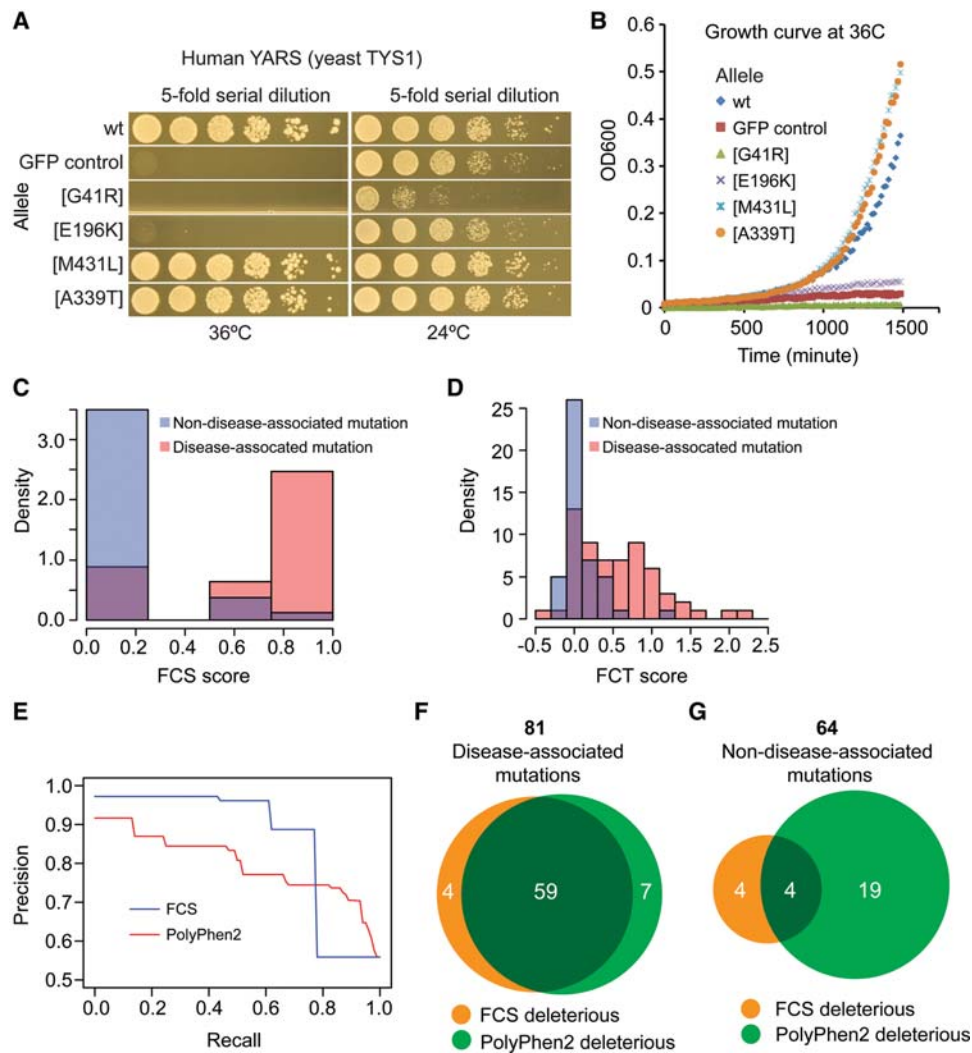 A
Human YARS (yeast TYS1)
5-fold serial dilution 5-fold serial dilution
Allele
wt
GFP control
[G41R]
[E196K]
[M431L]
[A339T]
36ºC 24ºC
B
Growth curve at 36C
OD600
0.6
0.5
0.4
0.3
0.2
0.1
0
Allele
wt
GFP control
[G41R]
[E196K]
[M431L]
[A339T]
0 500 1000 1500
Time (minute)
C
Density
3.0
2.0
1.0
0.0
Non-disease-associated mutation
Disease-assocated mutation
0.0 0.2 0.4 0.6 0.8 1.0
FCS score
D
Density
25
20
15
10
5
0
Non-disease-associated mutation
Disease-associated mutation
-0.5 0.0 0.5 1.0 1.5 2.0 2.5
FCT score
E
Precision
1.0
0.9
0.8
0.7
0.6
0.5
FCS
PolyPhen2
0.0 0.2 0.4 0.6 0.8 1.0
Recall
F
81
Disease-associated
mutations
4 59 7
FCS deleterious
PolyPhen2 deleterious
G
64
Non-disease-associated
mutations
4 4 19
FCS deleterious
PolyPhen2 deleterious